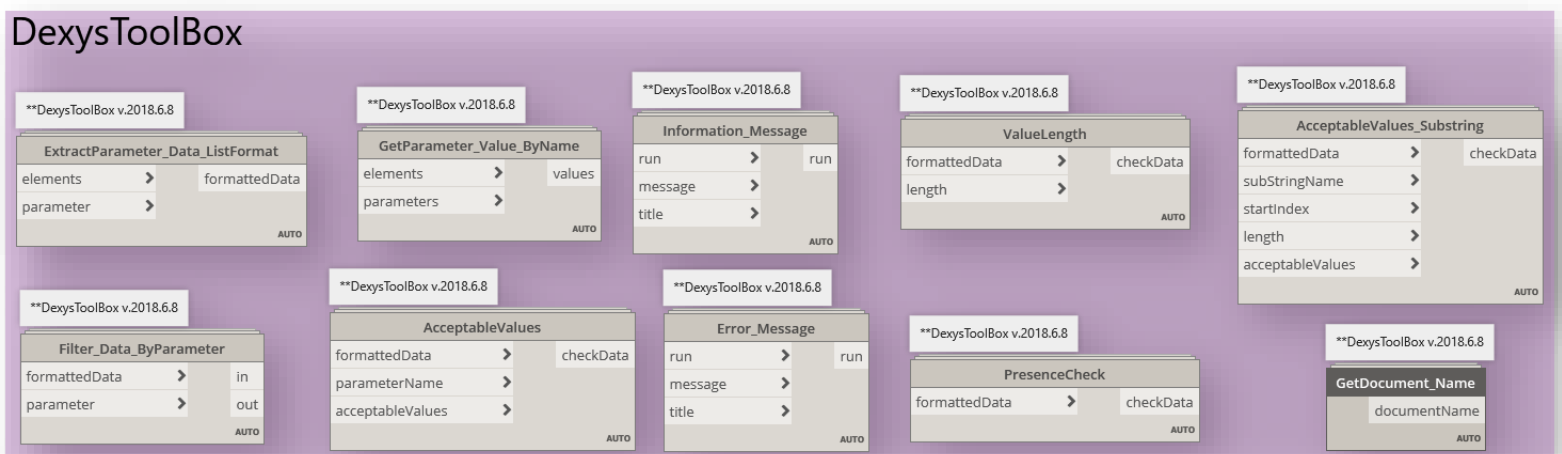 DexysToolBox
**DexysToolBox v.2018.6.8
ExtractParameter_Data_ListFormat
elements > formattedData
parameter >
AUTO
**DexysToolBox v.2018.6.8
GetParameter_Value_ByName
elements > values
parameters >
AUTO
**DexysToolBox v.2018.6.8
Information_Message
run > run
message >
title >
AUTO
**DexysToolBox v.2018.6.8
ValueLength
formattedData > checkData
length >
AUTO
**DexysToolBox v.2018.6.8
AcceptableValues_Substring
formattedData > checkData
subStringName >
startIndex >
length >
acceptableValues >
AUTO
**DexysToolBox v.2018.6.8
Filter_Data_ByParameter
formattedData > in
parameter > out
AUTO
**DexysToolBox v.2018.6.8
AcceptableValues
formattedData > checkData
parameterName >
acceptableValues >
AUTO
**DexysToolBox v.2018.6.8
Error_Message
run > run
message >
title >
AUTO
**DexysToolBox v.2018.6.8
PresenceCheck
formattedData > checkData
AUTO
**DexysToolBox v.2018.6.8
GetDocument_Name
documentName
AUTO